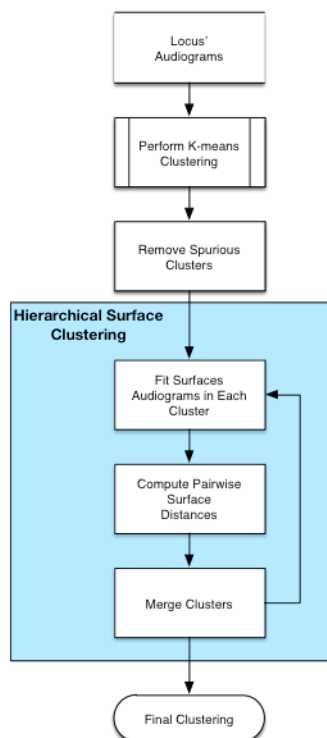 Locus'
Audiograms
Perform K-means
Clustering
Remove Spurious
Clusters
Hierarchical Surface
Clustering
Fit Surfaces
Audiograms in Each
Cluster
Compute Pairwise
Surface
Distances
Merge Clusters
Final Clustering